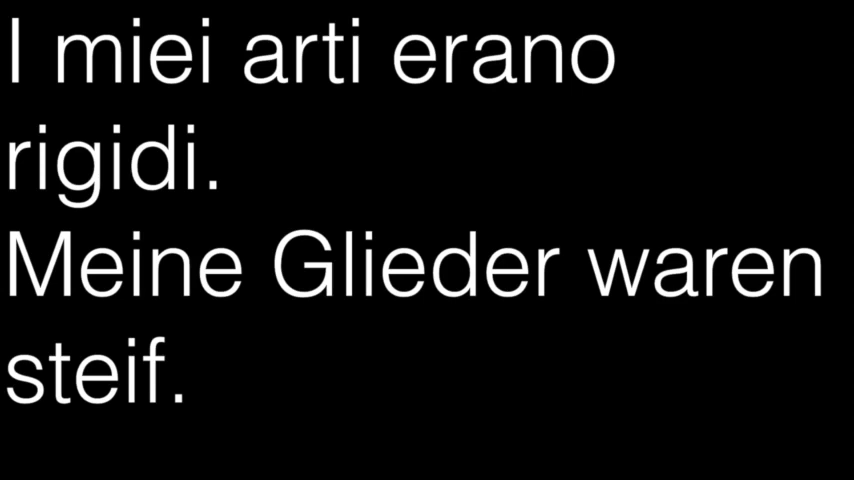 I miei arti erano
rigidi.
Meine Glieder waren
steif.